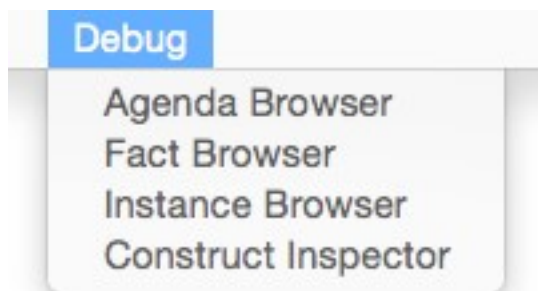 Debug
Agenda Browser
Fact Browser
Instance Browser
Construct Inspector